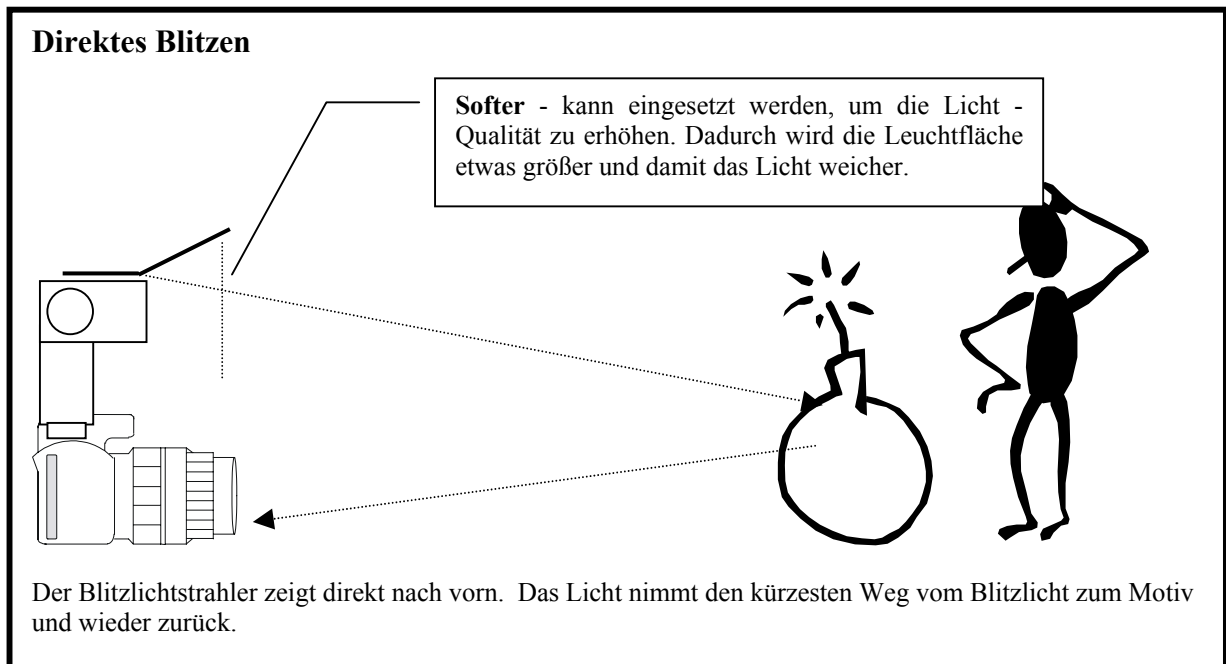 Direktes Blitzen
Softer - kann eingesetzt werden, um die Licht -
Qualität zu erhöhen. Dadurch wird die Leuchtfläche
etwas größer und damit das Licht weicher.
Der Blitzlichtstrahler zeigt direkt nach vorn. Das Licht nimmt den kürzesten Weg vom Blitzlicht zum Motiv
und wieder zurück.